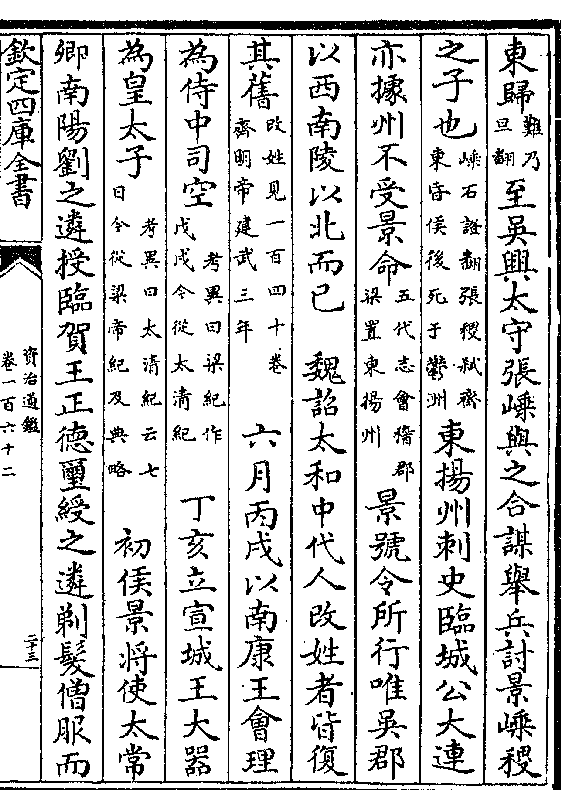 東歸難乃旦翻至吳興太守張嵊與之合謀舉兵討景嵊稷
之子也嵊石證翻張稷弑齊東昏侯後死于鬱洲東揚州刺史臨城公大連
亦據州不受景命五代志會稽郡梁置東揚州景號令所行唯吳郡
以西南陵以北而已　魏詔太和中代人改姓者皆復
其舊改姓見一百四十卷齊明帝建武三年　六月丙戌以南康王會理
為侍中司空考異曰梁紀作戊戌今從太清紀　丁亥立宣城王大器
為皇太子考異曰太清紀云七日今從梁帝紀及典略　初侯景將使太常
卿南陽劉之遴授臨賀王正德璽綬之遴剃髮僧服而
欽定四庫全書
資治通鑑
卷一百六十二
二十三